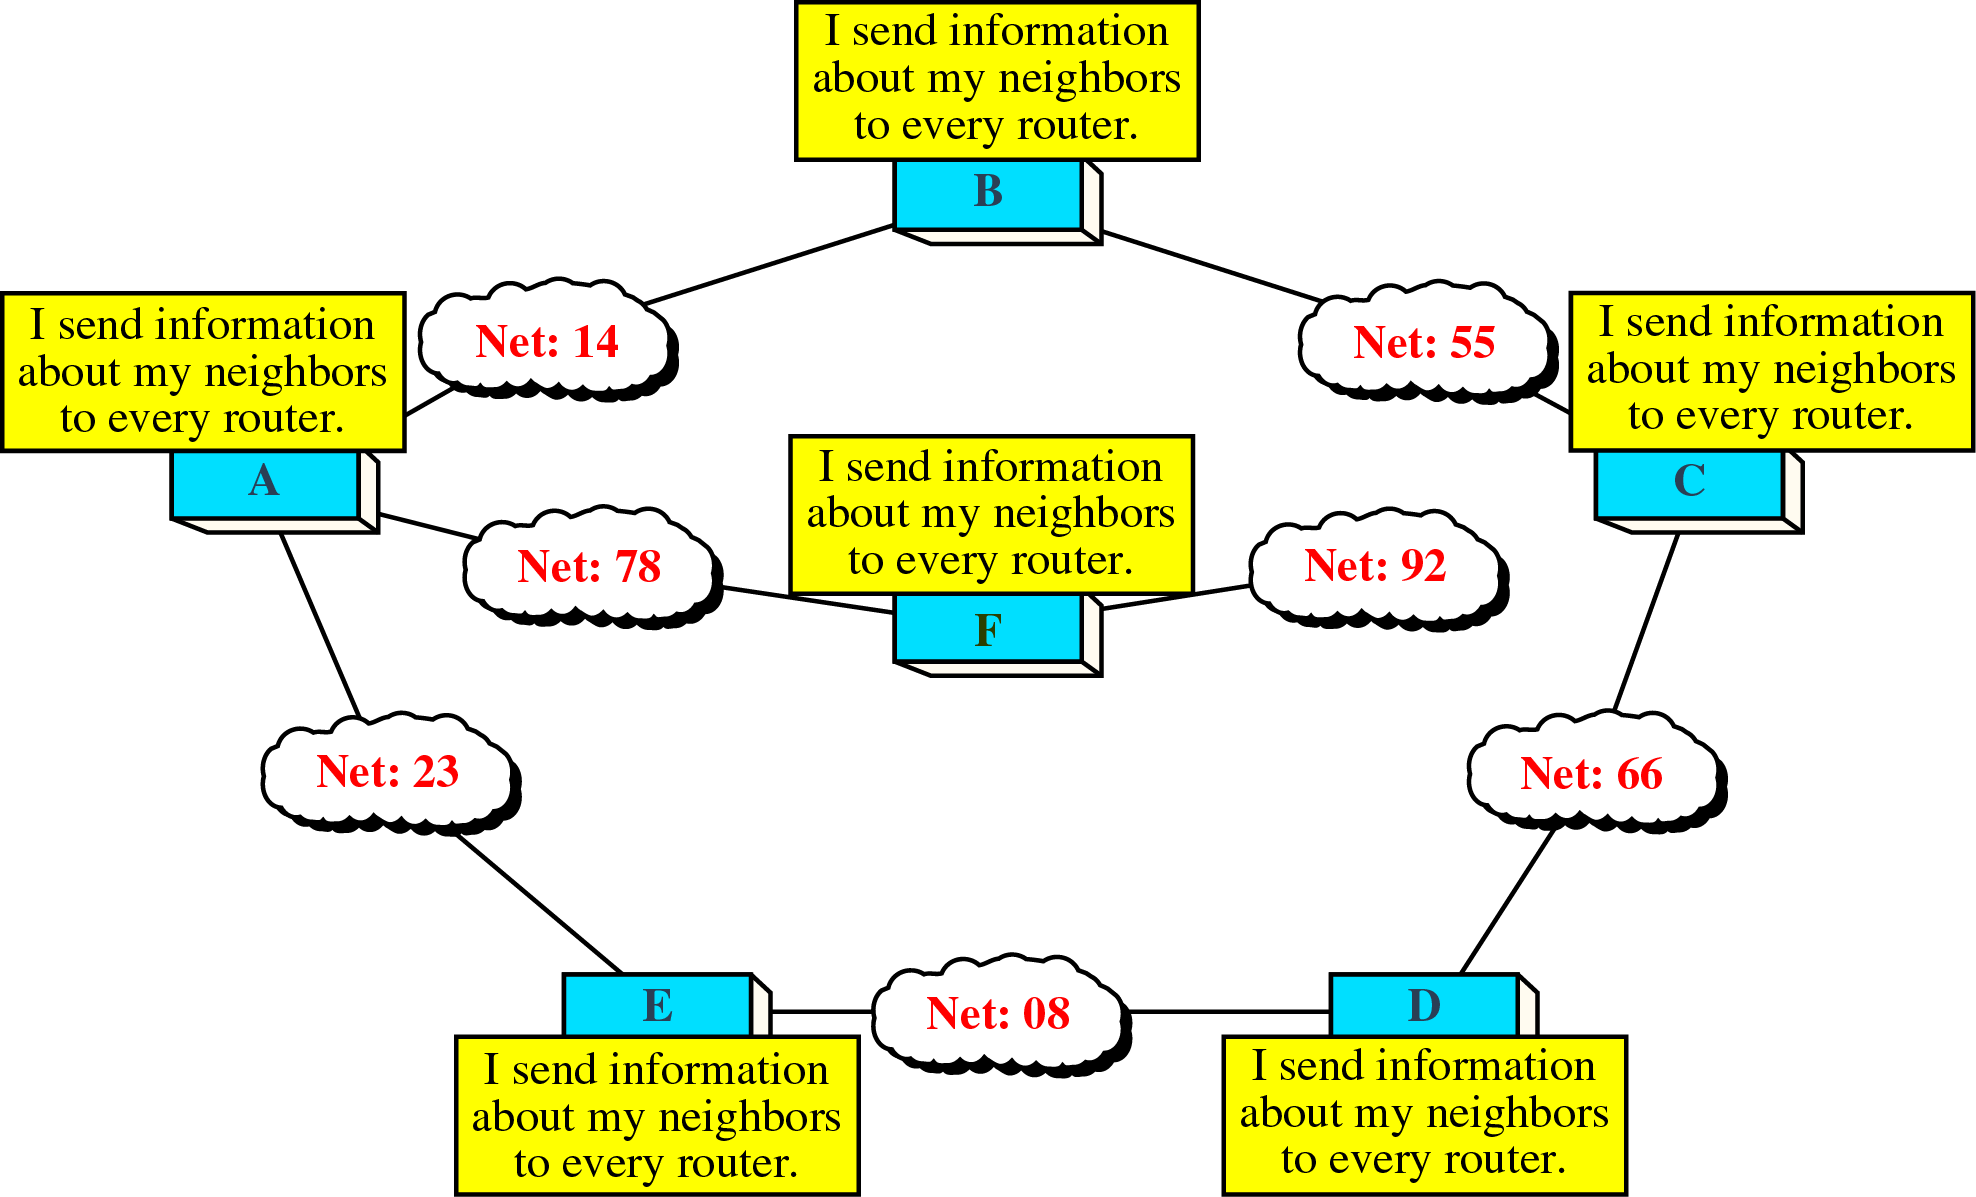 I send information
about my neighbors
to every router.
B
I send information
about my neighbors
to every router.
A
Net: 14
Net: 55
I send information
about my neighbors
to every router.
C
I send information
about my neighbors
to every router.
F
Net: 78
Net: 92
Net: 23
Net: 66
E
I send information
about my neighbors
to every router.
Net: 08
D
I send information
about my neighbors
to every router.